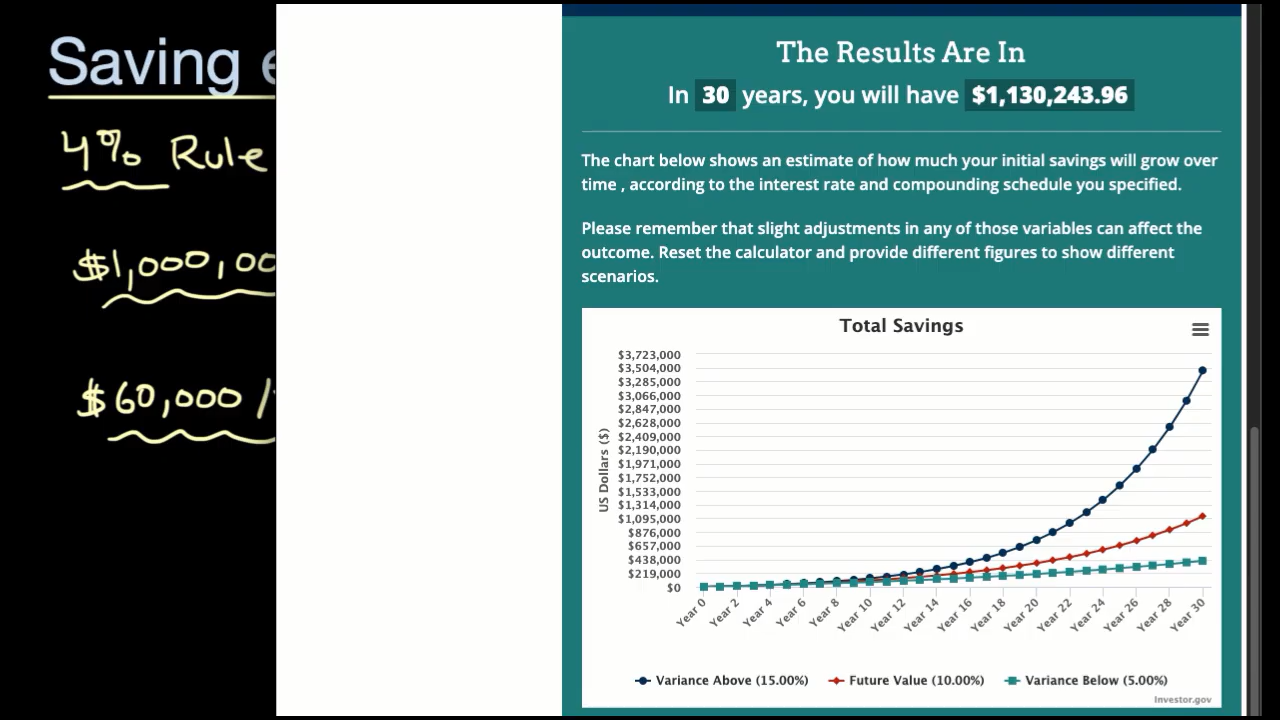 Saving
4% Rule
$1,000,00
$60,000 /
The Results Are In
In 30 years, you will have $1,130,243.96
The chart below shows an estimate of how much your initial savings will grow over
time , according to the interest rate and compounding schedule you specified.
Please remember that slight adjustments in any of those variables can affect the
outcome. Reset the calculator and provide different figures to show different
scenarios.
Total Savings
US Dollars ($)
$3,723,000
$3,504,000
$3,285,000
$3,066,000
$2,847,000
$2,628,000
$2,409,000
$2,190,000
$1,971,000
$1,752,000
$1,533,000
$1,314,000
$1,095,000
$876,000
$657,000
$438,000
$219,000
$0
Year 0
Year 2
Year 4
Year 6
Year 8
Year 10
Year 12
Year 14
Year 16
Year 18
Year 20
Year 22
Year 24
Year 26
Year 28
Year 30
Variance Above (15.00%) Future Value (10.00%) Variance Below (5.00%)
Investor.gov